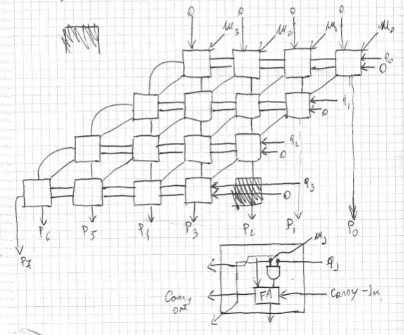 0 0 0 0
M3 M2 M1 M0
q0
0
q1
0
q2
0
q3
0
P7 P6 P5 P4 P3 P2 P1 P0
Mj
qj
Carry out FA Carry-In